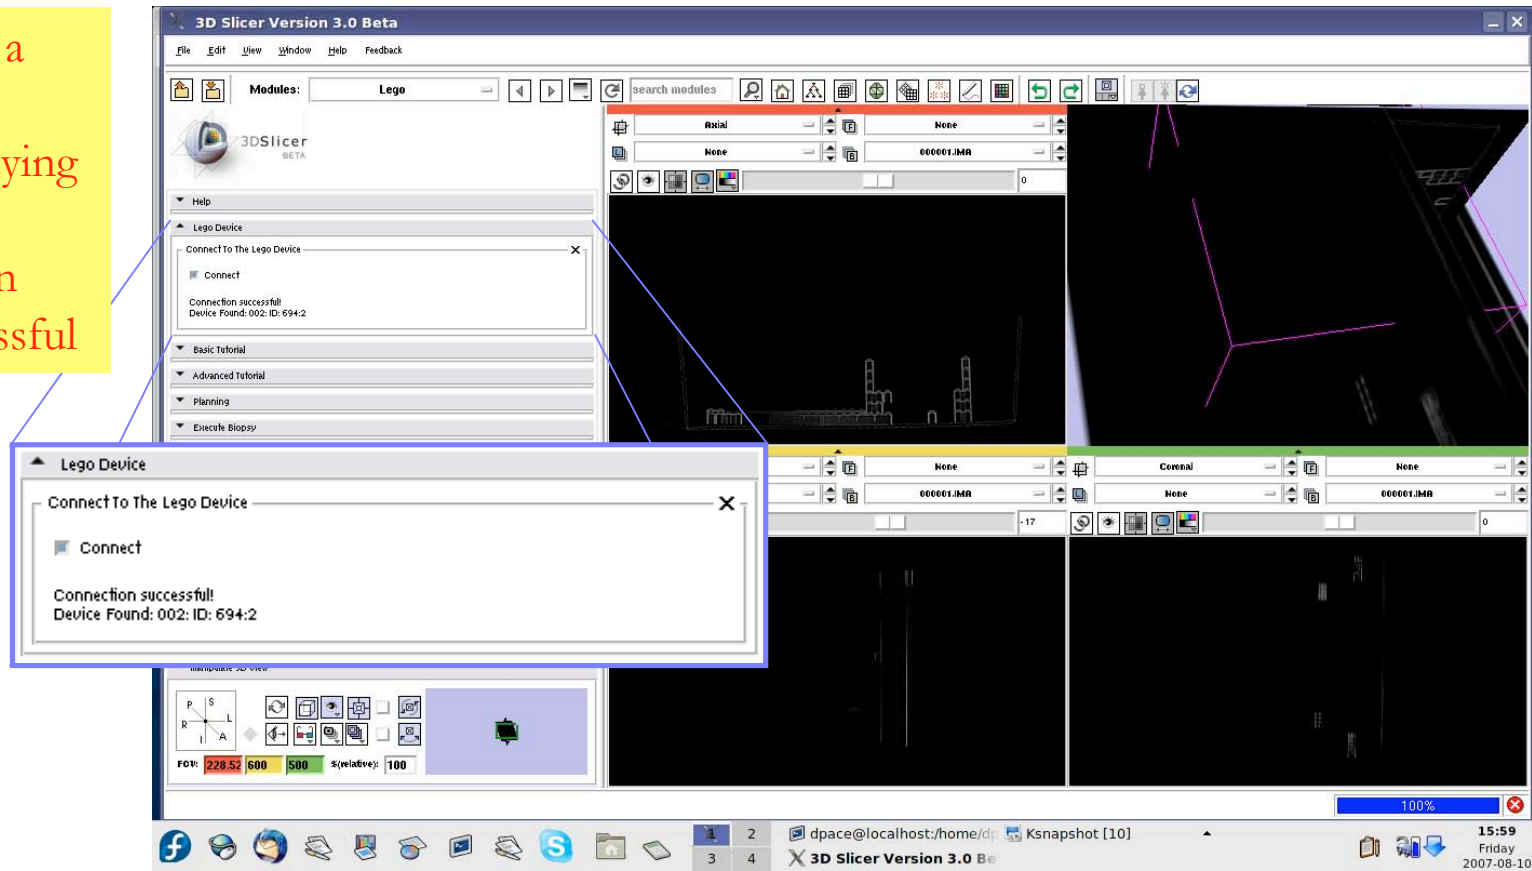 a
ying
n
ssful
3D Slicer Version 3.0 Beta
File Edit View Window Help Feedback
Modules: Lego search modules
3DSlicer
BETA
Help
Lego Device
Connect To The Lego Device
Connect
Connection successful!
Device Found: 002: ID: 694:2
Basic Tutorial
Advanced Tutorial
Planning
Execute Biopsy
Axial None
None 000001.IMA
0
Lego Device
Connect To The Lego Device
Connect
Connection successful!
Device Found: 002: ID: 694:2
None
000001.IMA
-17
Coronal None
None 000001.IMA
0
Manipulate 3D View
P S
R L
I A
FOV: 228.52 600 500 %(relative): 100
100%
1 2
3 4
dpace@localhost:/home/dp
Ksnapshot [10]
3D Slicer Version 3.0 Be
15:59
Friday
2007-08-10